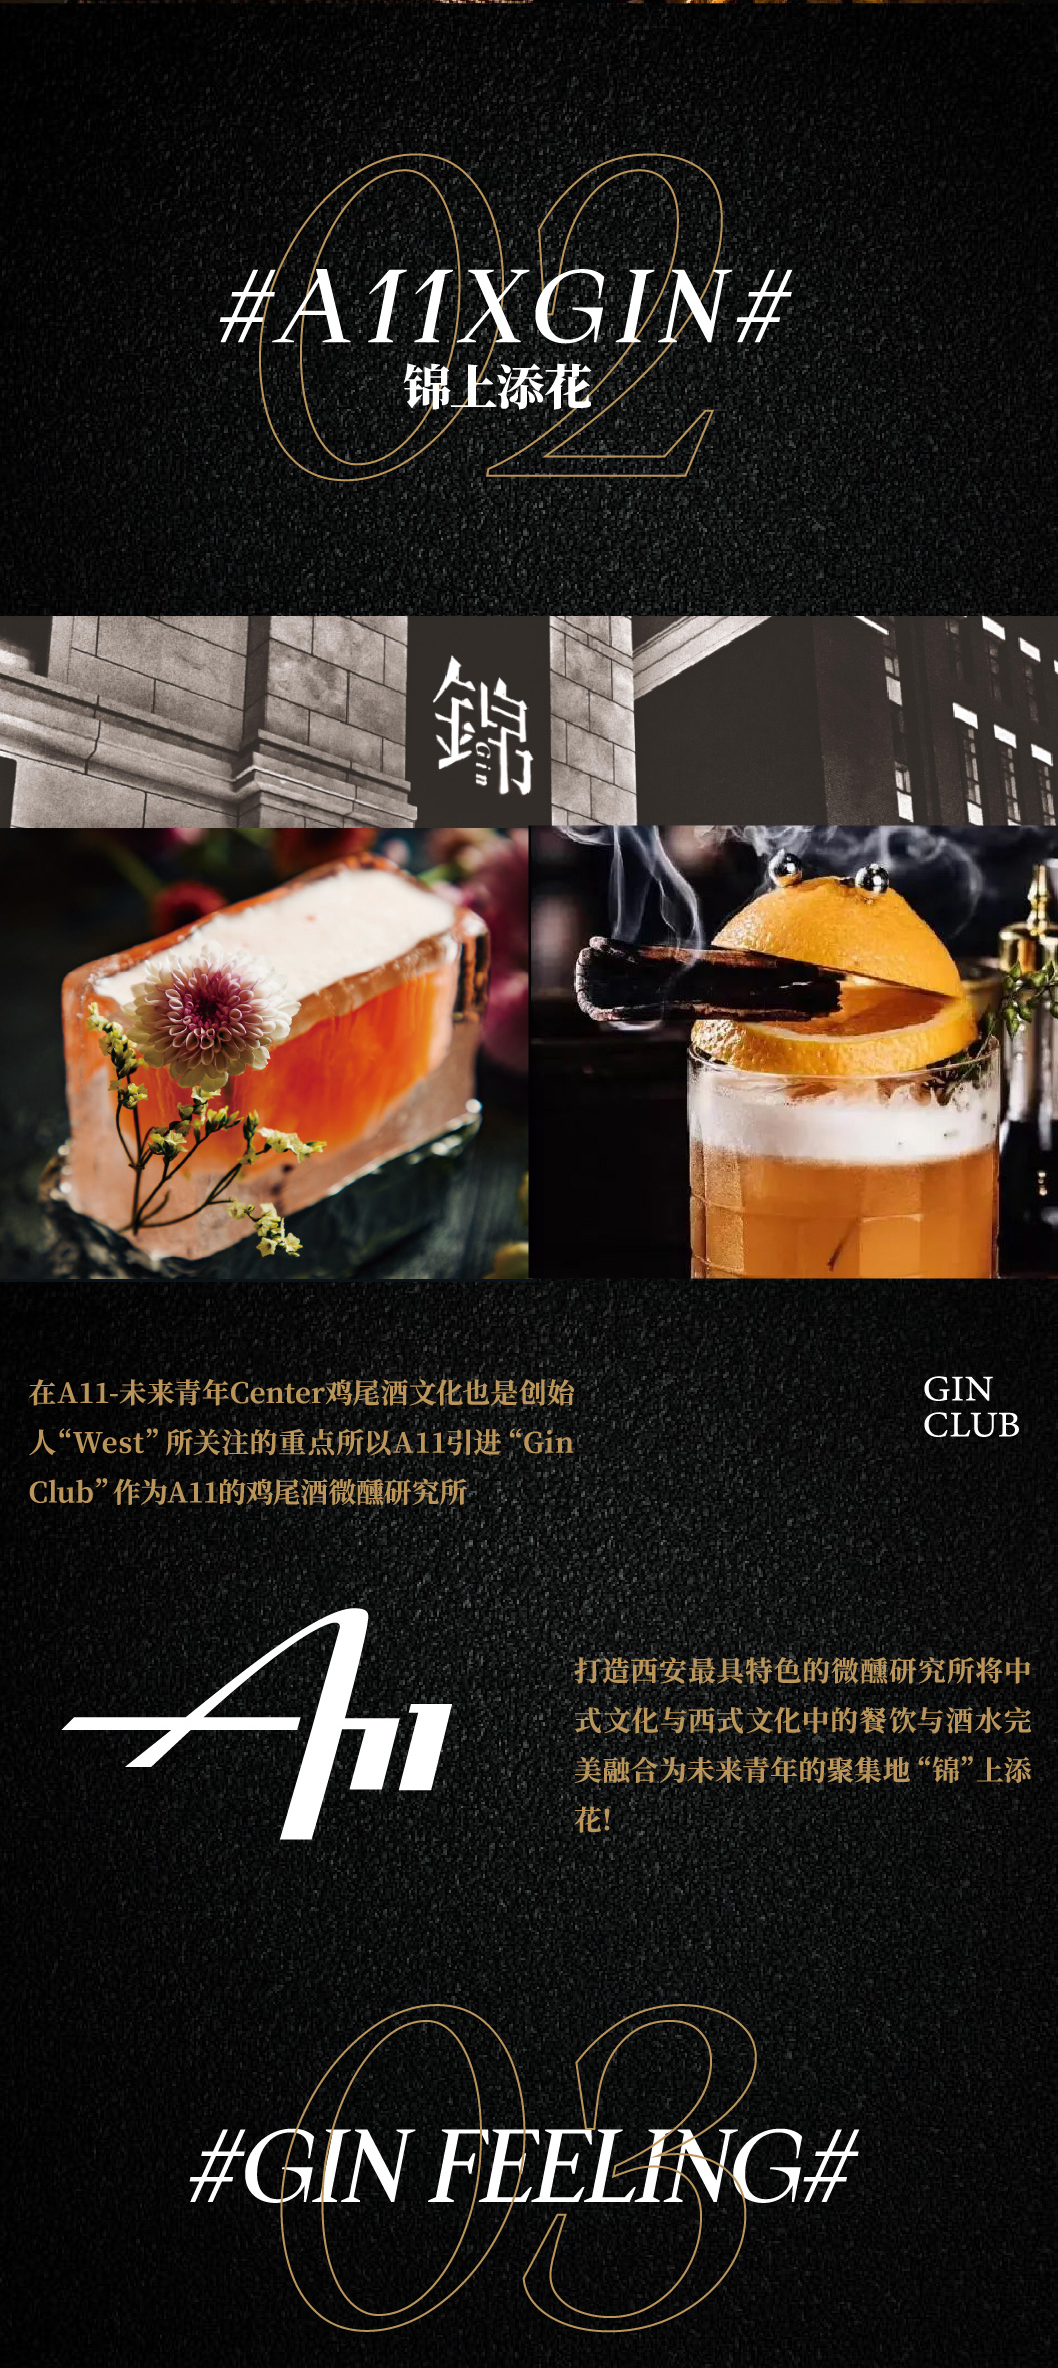 02
#A11XGIN#
锦上添花
錦
Gin
在A11-未来青年Center鸡尾酒文化也是创始
人“West” 所关注的重点所以A11引进 “Gin
Club” 作为A11的鸡尾酒微醺研究所
GIN
CLUB
A11
打造西安最具特色的微醺研究所将中
式文化与西式文化中的餐饮与酒水完
美融合为未来青年的聚集地 “锦”上添
花!
03
#GIN FEELING#